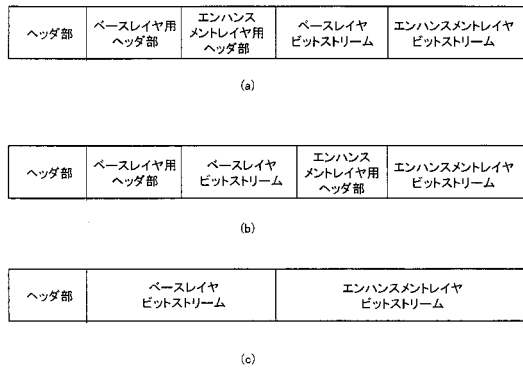 ヘッダ部
ベースレイヤ用
ヘッダ部
エンハンス
メントレイヤ用
ヘッダ部
ベースレイヤ
ビットストリーム
エンハンスメントレイヤ
ビットストリーム
(a)
ヘッダ部
ベースレイヤ用
ヘッダ部
ベースレイヤ
ビットストリーム
エンハンス
メントレイヤ用
ヘッダ部
エンハンスメントレイヤ
ビットストリーム
(b)
ヘッダ部
ベースレイヤ
ビットストリーム
エンハンスメントレイヤ
ビットストリーム
(c)